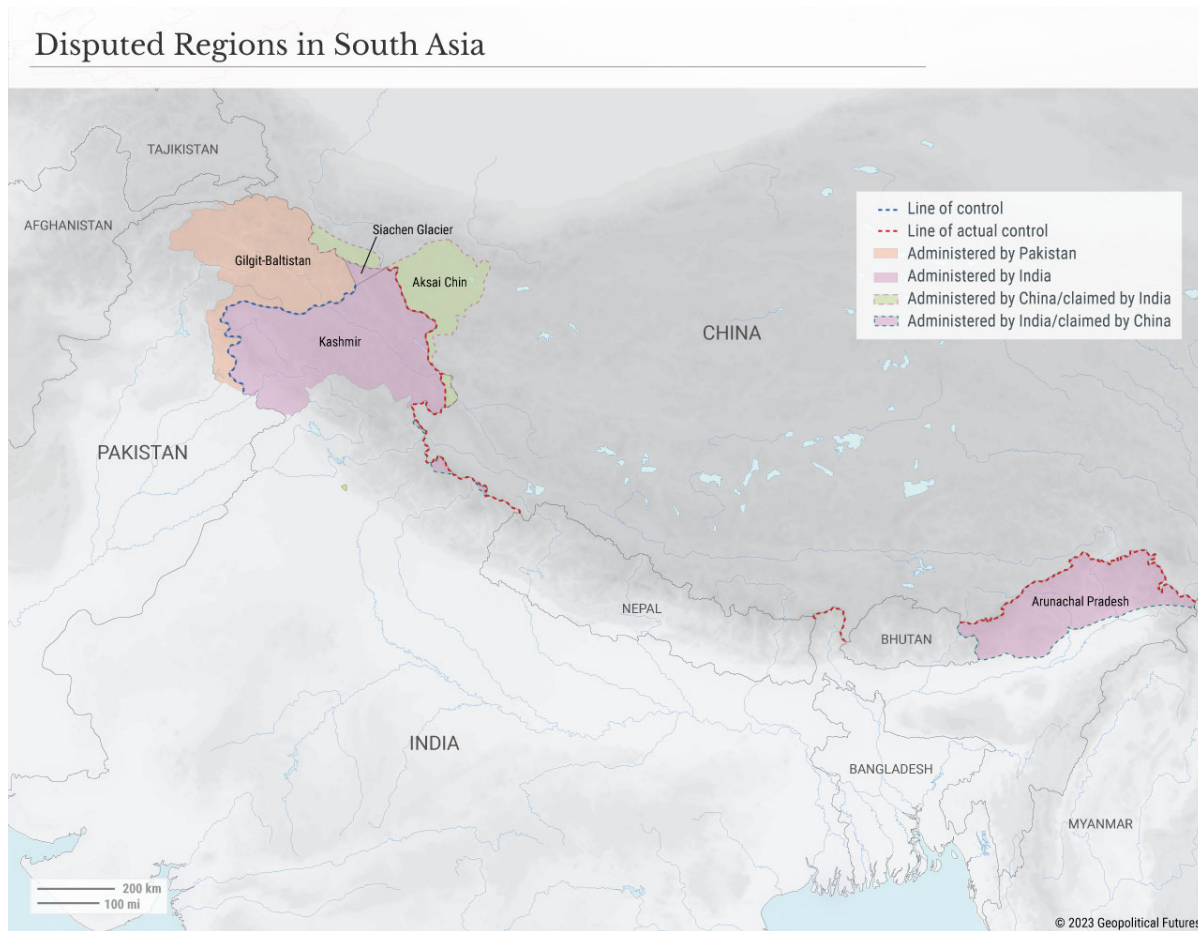 Disputed Regions in South Asia
TAJIKISTAN
AFGHANISTAN
Siachen Glacier
Gilgit-Baltistan
Aksai Chin
Kashmir
CHINA
Line of control
Line of actual control
Administered by Pakistan
Administered by India
Administered by China/claimed by India
Administered by India/claimed by China
PAKISTAN
NEPAL
BHUTAN
Arunachal Pradesh
INDIA
BANGLADESH
MYANMAR
200 km
100 mi
© 2023 Geopolitical Futures